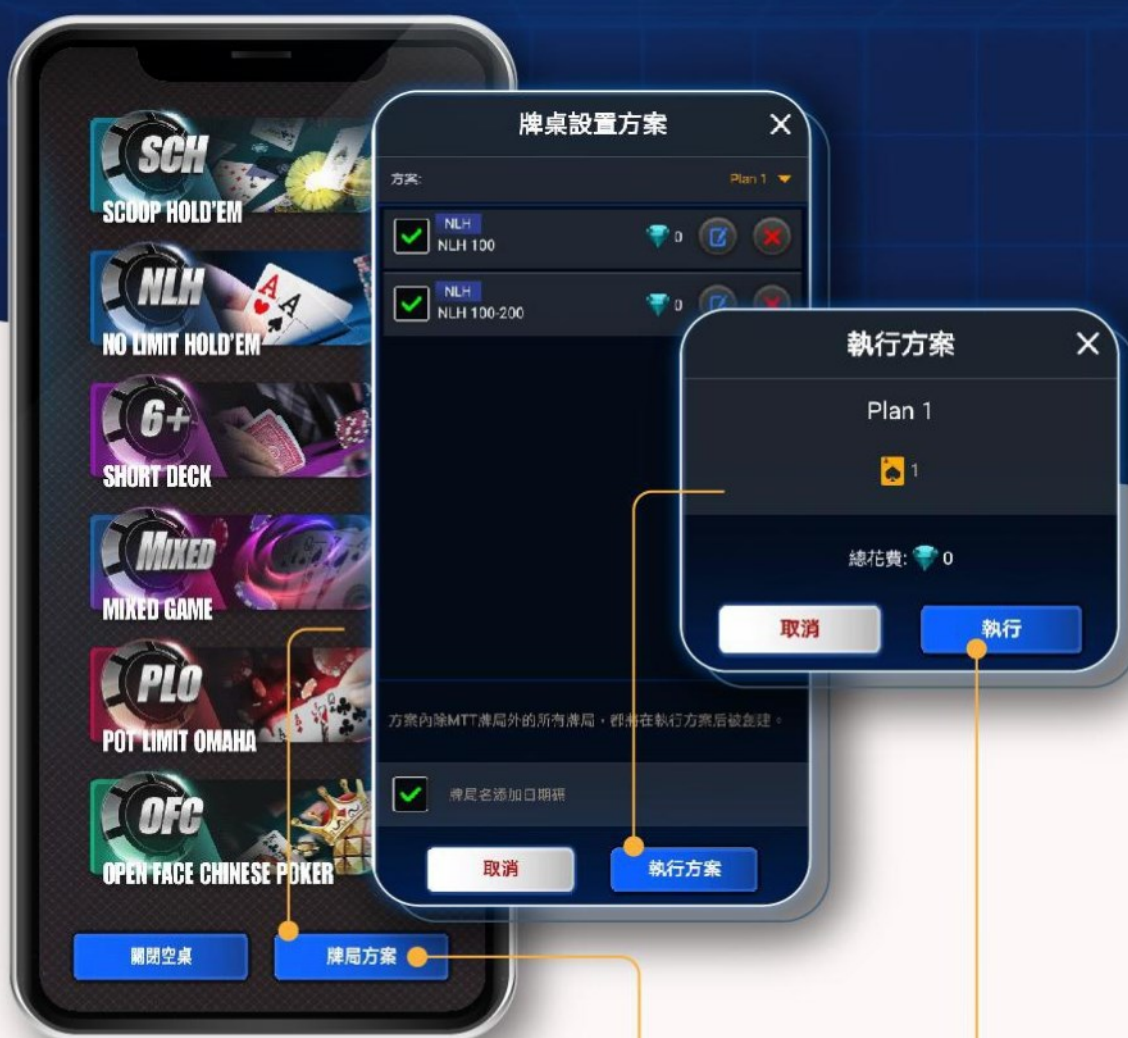 SCH
SCOOP HOLD'EM
NLH
NO LIMIT HOLD'EM
6+
SHORT DECK
MIXED
MIXED GAME
PLO
POT LIMIT OMAHA
OFC
OPEN FACE CHINESE POKER
關閉空桌
牌局方案
牌桌設置方案
方案:
Plan 1
NLH
NLH 100
0
NLH
NLH 100-200
0
方案內除MTT牌局外的所有牌局，都將在執行方案后被創建。
牌局名添加日期碼
取消
執行方案
執行方案
Plan 1
1
總花費: 0
取消
執行